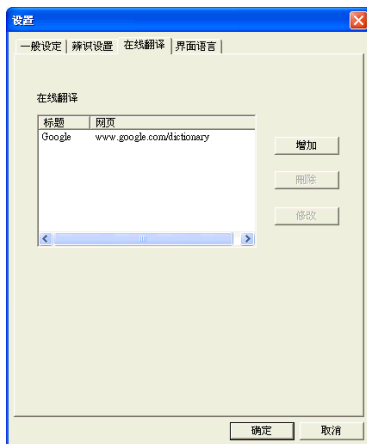 设置
一般设定 辨识设置 在线翻译 界面语言
在线翻译
标题 网页
Google www.google.com/dictionary
增加
删除
修改
确定 取消